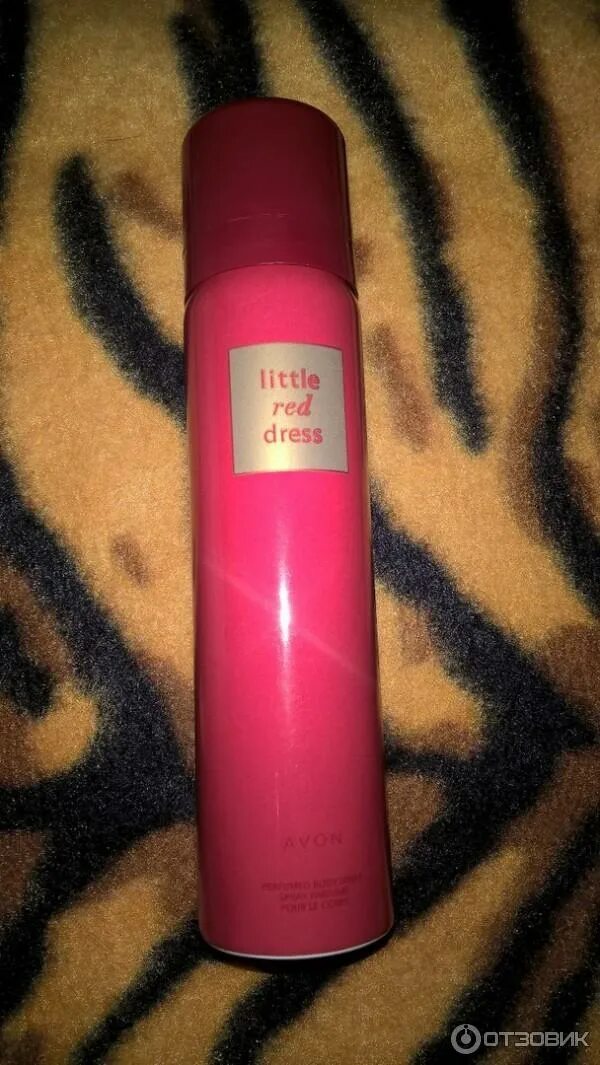 little
red
dress
AVON
PERFUMED BODY SPRAY
SPRAY PARFUMÉ
POUR LE CORPS
ОТЗОВИК